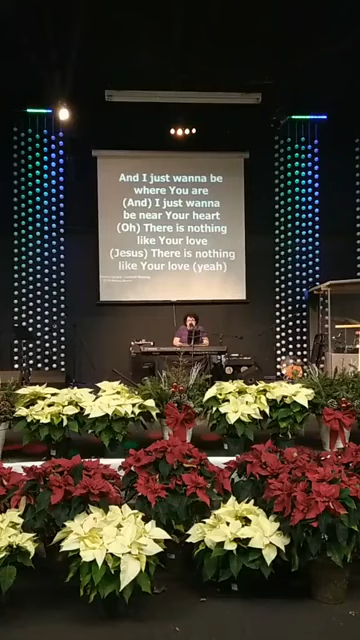 And I just wanna be
where You are
(And) I just wanna
be near Your heart
(Oh) There is nothing
like Your love
(Jesus) There is nothing
like Your love (yeah)